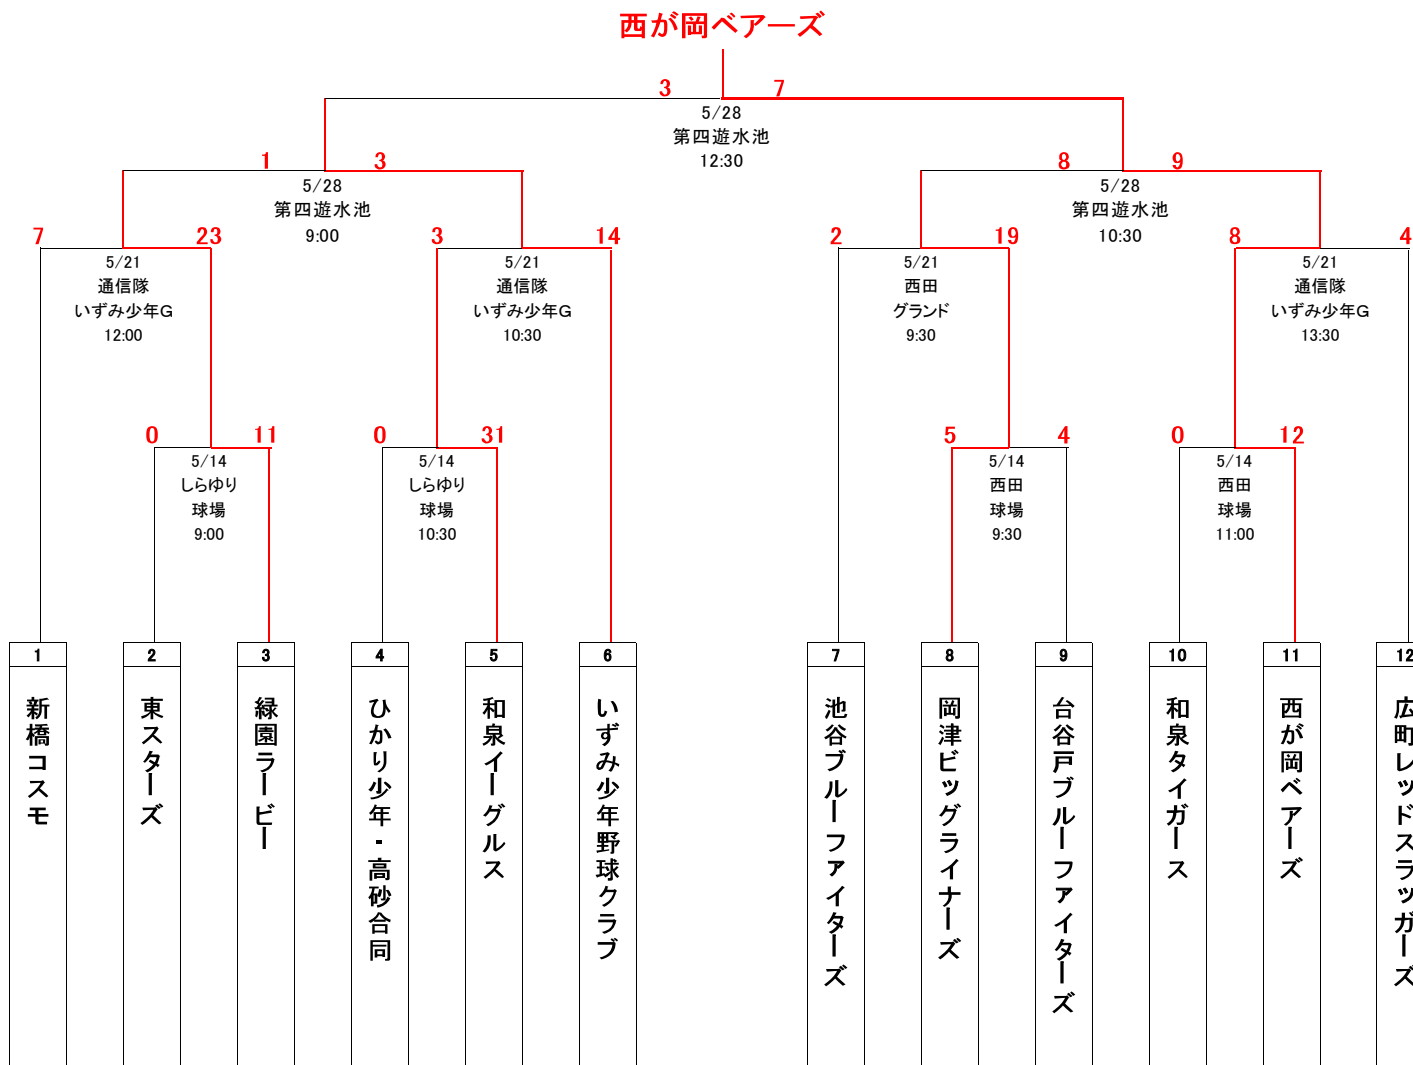 西が岡ベアーズ
3 7
5/28
第四遊水池
12:30
1 3
5/28
第四遊水池
9:00
8 9
5/28
第四遊水池
10:30
7 23
5/21
通信隊
いずみ少年G
12:00
3 14
5/21
通信隊
いずみ少年G
10:30
2 19
5/21
西田
グランド
9:30
8 4
5/21
通信隊
いずみ少年G
13:30
0 11
5/14
しらゆり
球場
9:00
0 31
5/14
しらゆり
球場
10:30
5 4
5/14
西田
球場
9:30
0 12
5/14
西田
球場
11:00
1
新橋コスモ
2
東スターズ
3
緑園ラービー
4
ひかり少年・高砂合同
5
和泉イーグルス
6
いずみ少年野球クラブ
7
池谷ブルーファイターズ
8
岡津ビッグライナーズ
9
台谷戸ブルーファイターズ
10
和泉タイガース
11
西が岡ベアーズ
12
広町レッドスラッガーズ